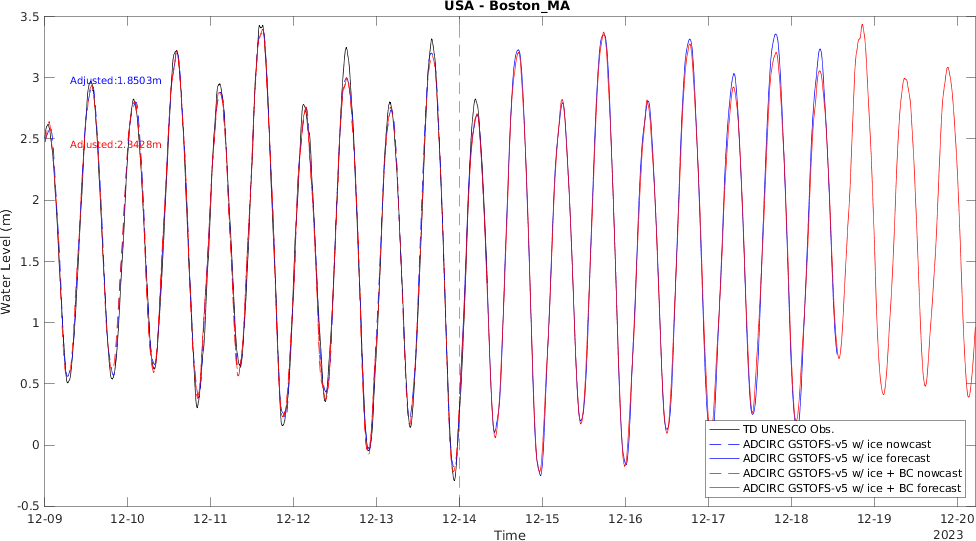 USA - Boston_MA
3.5
3
2.5
2
1.5
1
0.5
0
-0.5
Water Level (m)
Adjusted:1.8503m
Adjusted:2.3428m
TD UNESCO Obs.
ADCIRC GSTOFS-v5 w/ ice nowcast
ADCIRC GSTOFS-v5 w/ ice forecast
ADCIRC GSTOFS-v5 w/ ice + BC nowcast
ADCIRC GSTOFS-v5 w/ ice + BC forecast
12-09 12-10 12-11 12-12 12-13 12-14 12-15 12-16 12-17 12-18 12-19 12-20
Time
2023